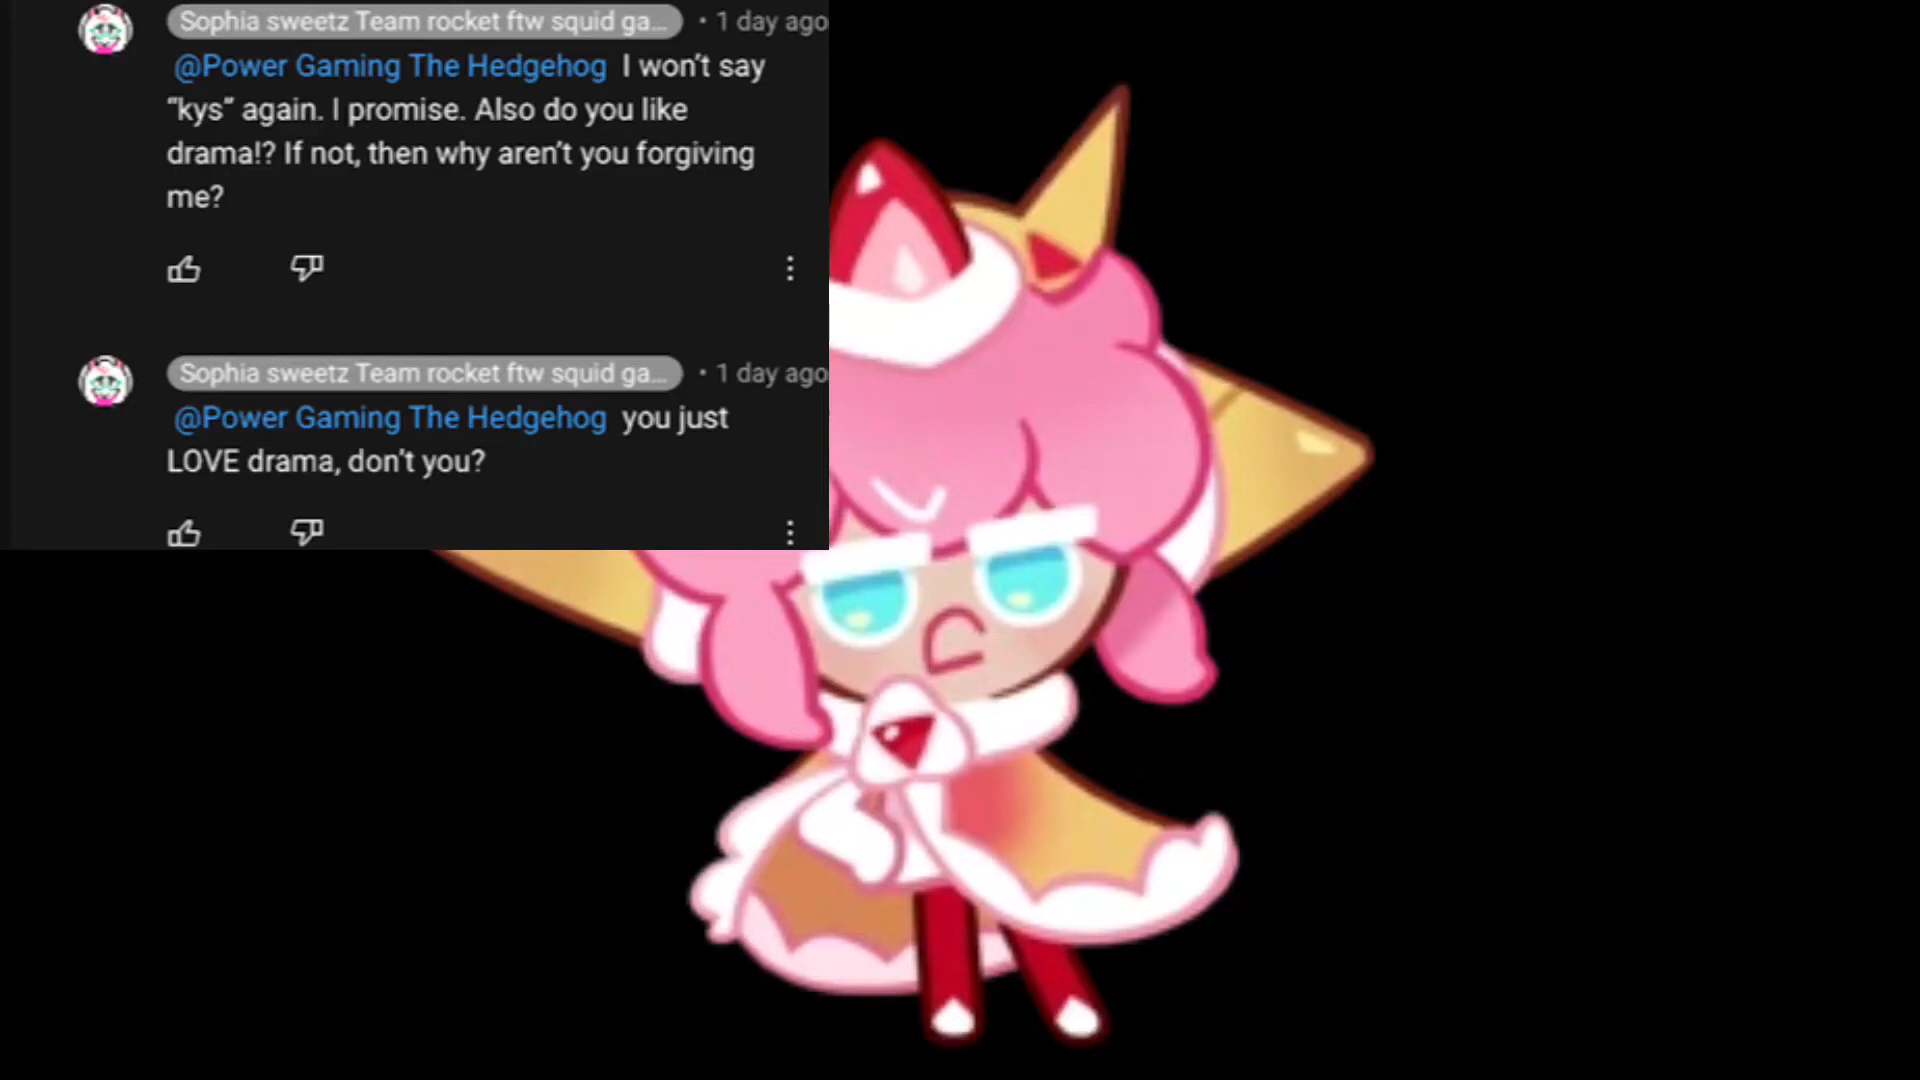 Sophia sweetz Team rocket ftw squid ga... • 1 day ago
@Power Gaming The Hedgehog I won't say
“kys” again. I promise. Also do you like
drama!? If not, then why aren't you forgiving
me?
Sophia sweetz Team rocket ftw squid ga... • 1 day ago
@Power Gaming The Hedgehog you just
LOVE drama, don't you?